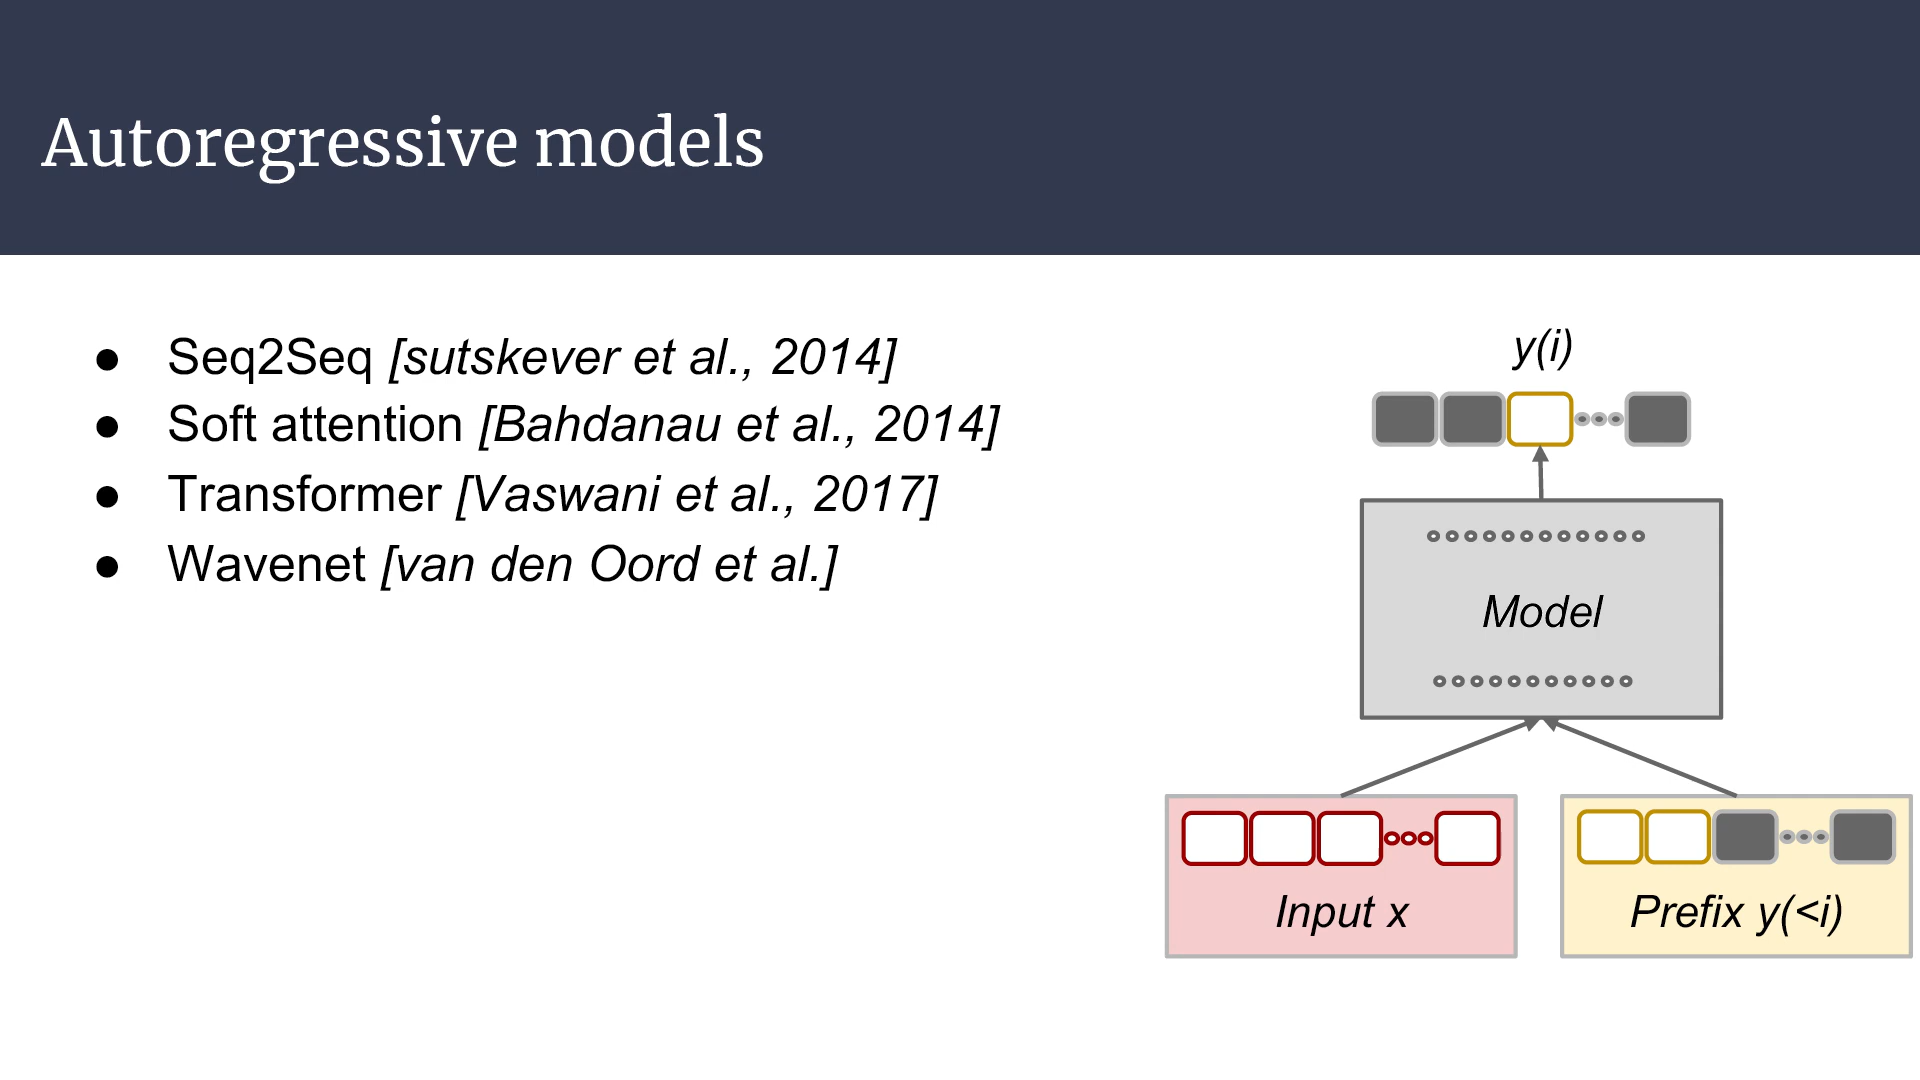 Autoregressive models
● Seq2Seq [sutskever et al., 2014]
● Soft attention [Bahdanau et al., 2014]
● Transformer [Vaswani et al., 2017]
● Wavenet [van den Oord et al.]
y(i)
Model
Input x
Prefix y(<i)